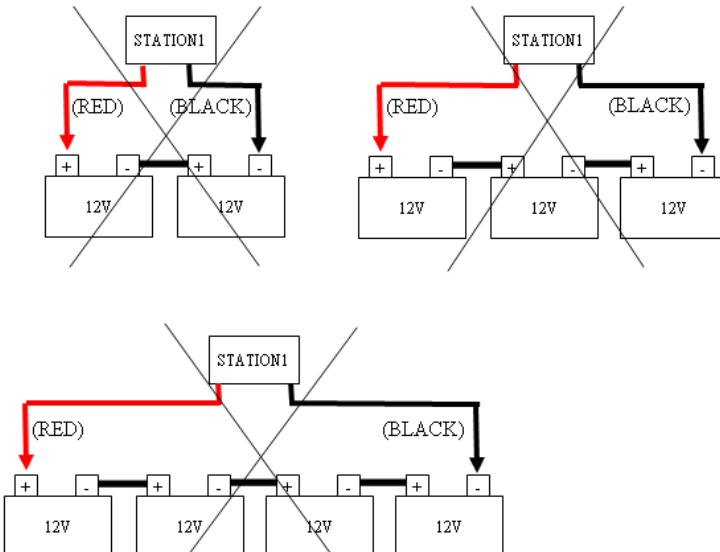 STATION1
(RED) (BLACK)
+ - + -
12V 12V
STATION1
(RED) (BLACK)
+ - + - + -
12V 12V 12V
STATION1
(RED) (BLACK)
+ - + - + - + -
12V 12V 12V 12V